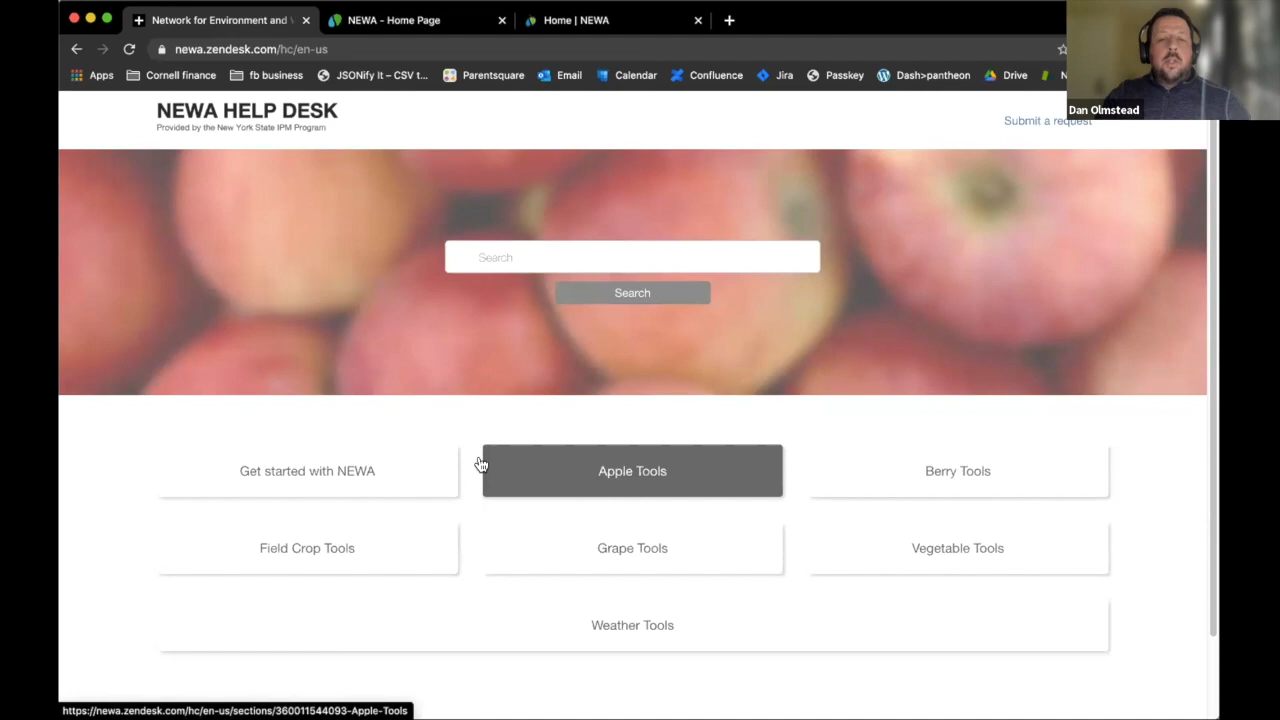 Network for Environment and
NEWA - Home Page
Home | NEWA
newa.zendesk.com/hc/en-us
Apps
Cornell finance
fb business
JSONify It – CSV t...
Parentsquare
Email
Calendar
Confluence
Jira
Passkey
Dash>pantheon
Drive
N
Dan Olmstead
NEWA HELP DESK
Provided by the New York State IPM Program
Submit a request
Search
Search
Get started with NEWA
Apple Tools
Berry Tools
Field Crop Tools
Grape Tools
Vegetable Tools
Weather Tools
https://newa.zendesk.com/hc/en-us/sections/360011544093-Apple-Tools